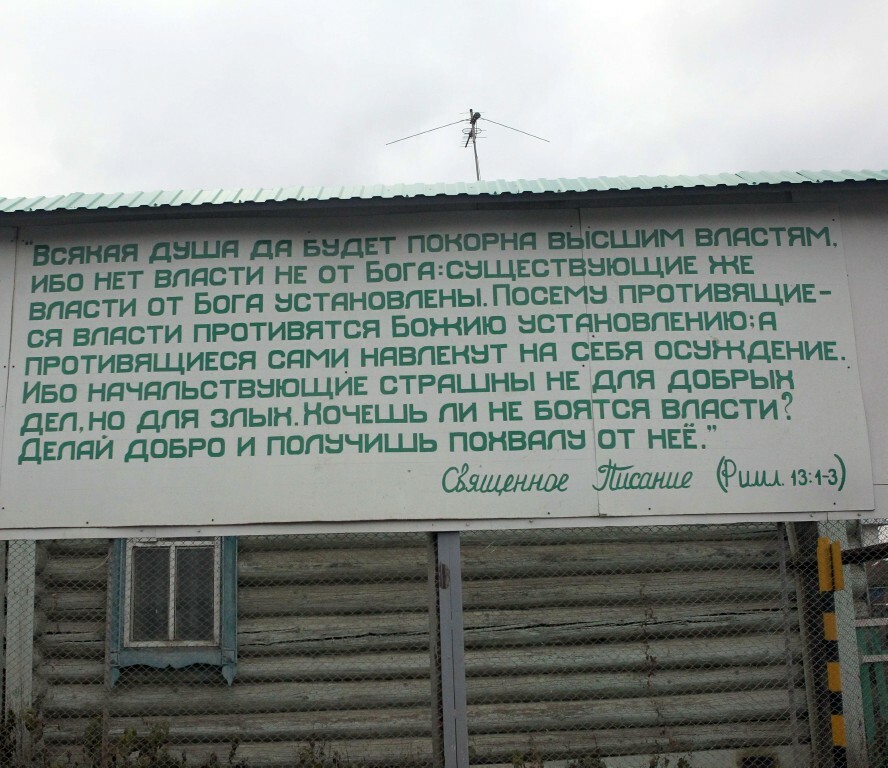 "Всякая душа да будет покорна высшим властям,
ибо нет власти не от Бога:существующие же
власти от Бога установлены.Посему противящие-
ся власти противятся Божию установлению;а
противящиеся сами навлекут на себя осуждение.
Ибо начальствующие страшны не для добрых
дел,но для злых.Хочешь ли не боятся власти?
Делай добро и получишь похвалу от неё."
Священное Писание (Римл. 13:1-3)